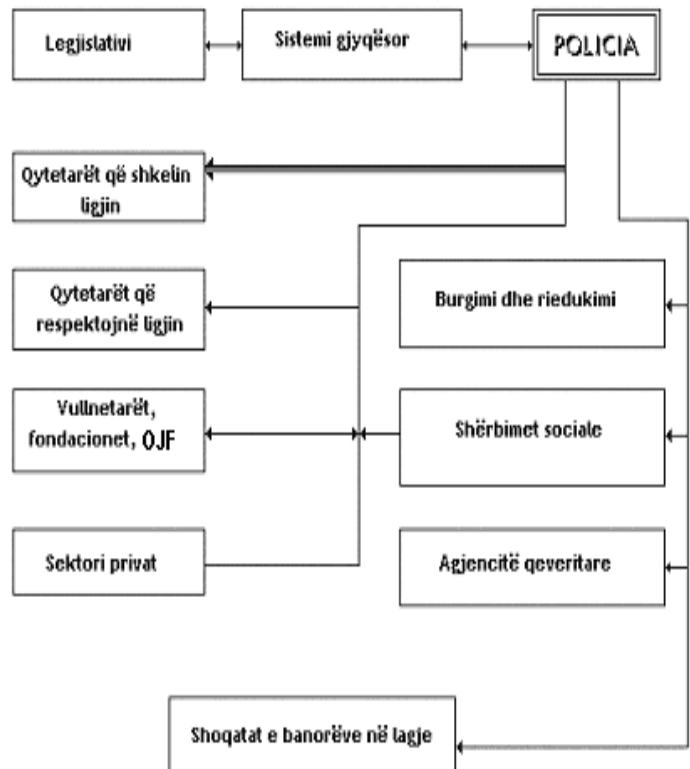 Legjislativi
Sistemi gjyqësor
POLICIA
Qytetarët që shkelin
ligjin
Qytetarët që
respektojnë ligjin
Burgimi dhe riedukimi
Vullnetarët,
fondacionet, OJF
Shërbimet sociale
Sektori privat
Agjencitë qeveritare
Shoqatat e banorëve në lagje